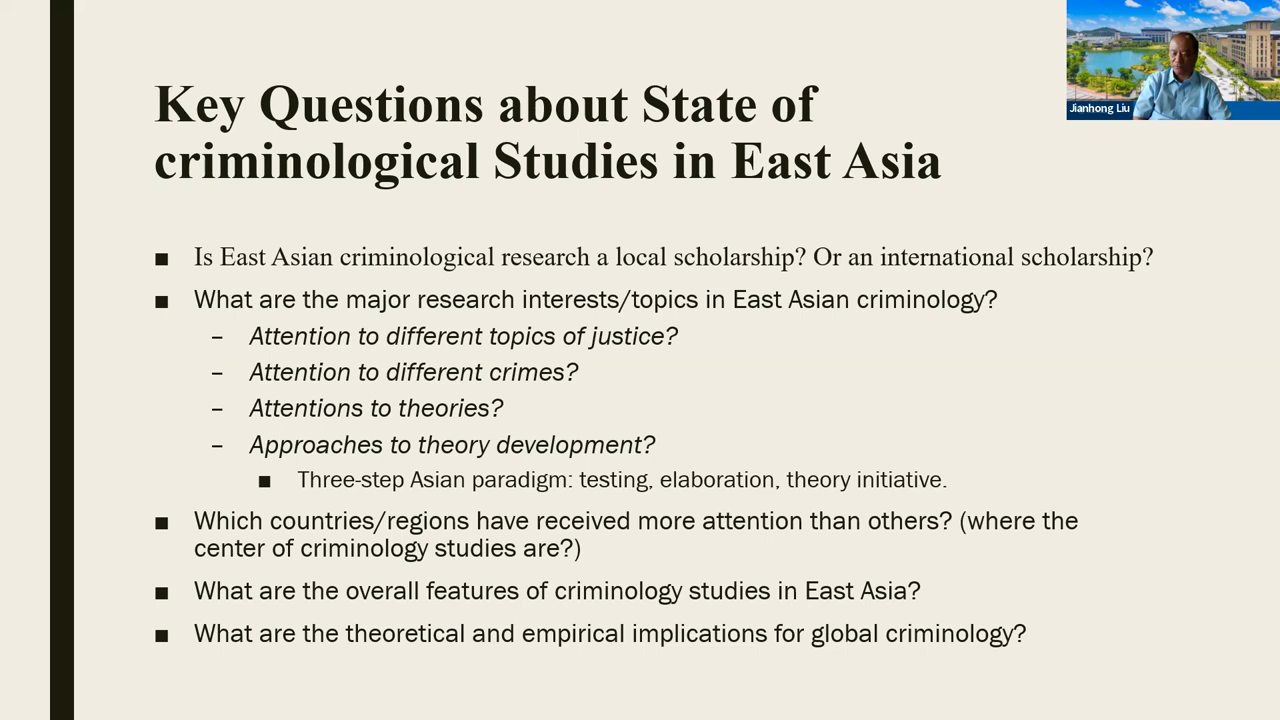 Key Questions about State of
criminological Studies in East Asia
Jianhong Liu
■ Is East Asian criminological research a local scholarship? Or an international scholarship?
■ What are the major research interests/topics in East Asian criminology?
– Attention to different topics of justice?
– Attention to different crimes?
– Attentions to theories?
– Approaches to theory development?
■ Three-step Asian paradigm: testing, elaboration, theory initiative.
■ Which countries/regions have received more attention than others? (where the
center of criminology studies are?)
■ What are the overall features of criminology studies in East Asia?
■ What are the theoretical and empirical implications for global criminology?